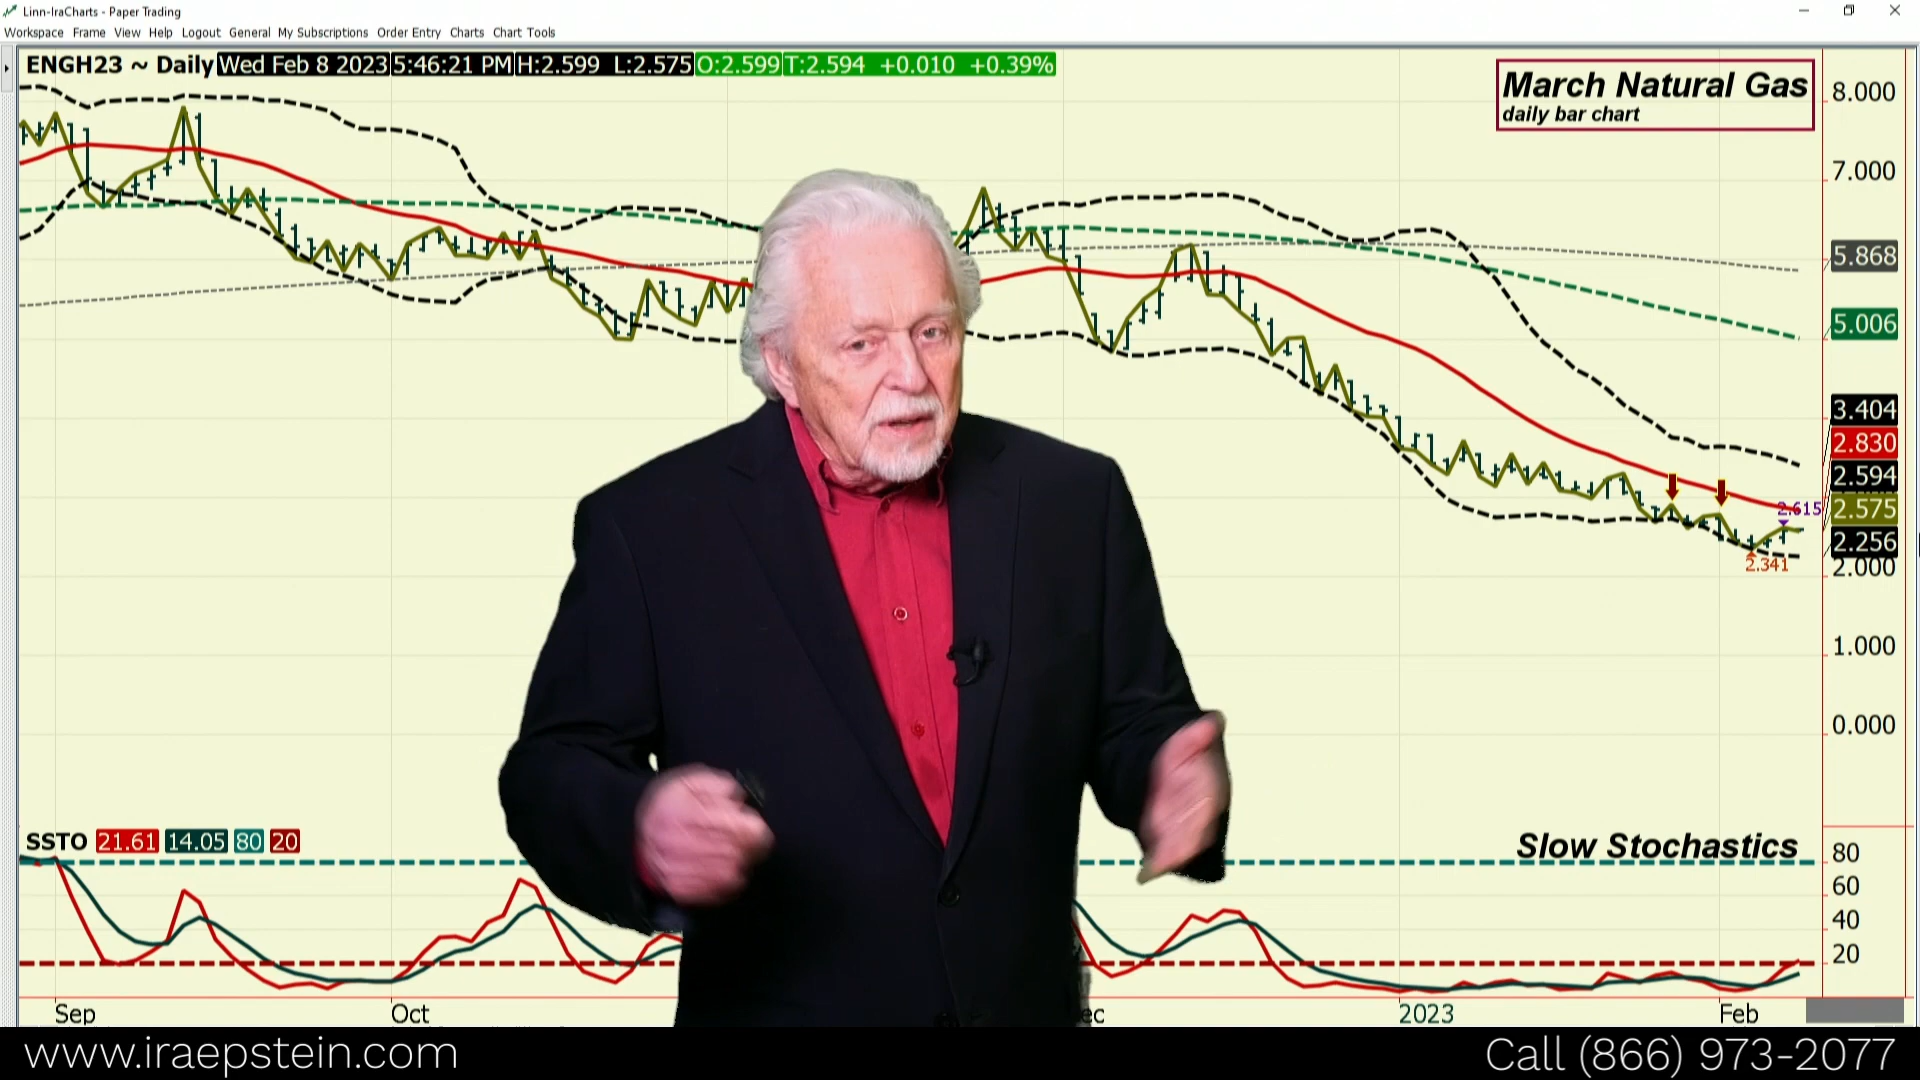 Linn-IraCharts - Paper Trading
Workspace Frame View Help Logout General My Subscriptions Order Entry Charts Chart Tools
ENGH23 ~ Daily Wed Feb 8 2023 5:46:21 PM H:2.599 L:2.575 O:2.599 T:2.594 +0.010 +0.39%
March Natural Gas
daily bar chart
8.000
7.000
5.868
5.006
3.404
2.830
2.594
2.615
2.575
2.256
2.341
2.000
1.000
0.000
SSTO 21.61 14.05 80 20
Slow Stochastics
80
60
40
20
Sep Oct ec 2023 Feb
www.iraepstein.com
Call (866) 973-2077